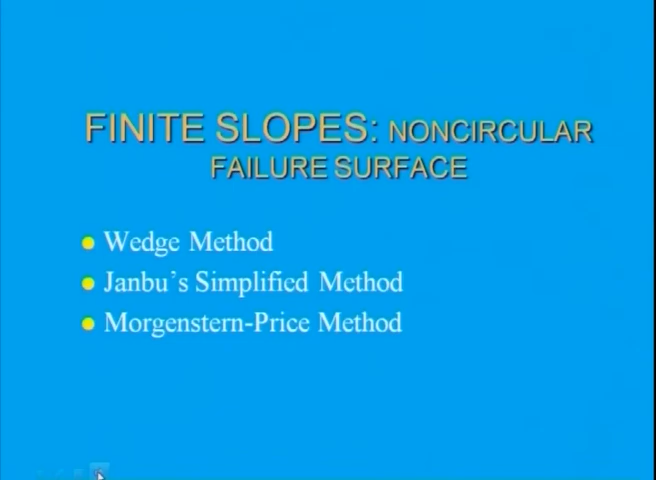 FINITE SLOPES: NONCIRCULAR
FAILURE SURFACE
Wedge Method
Janbu's Simplified Method
Morgenstern-Price Method